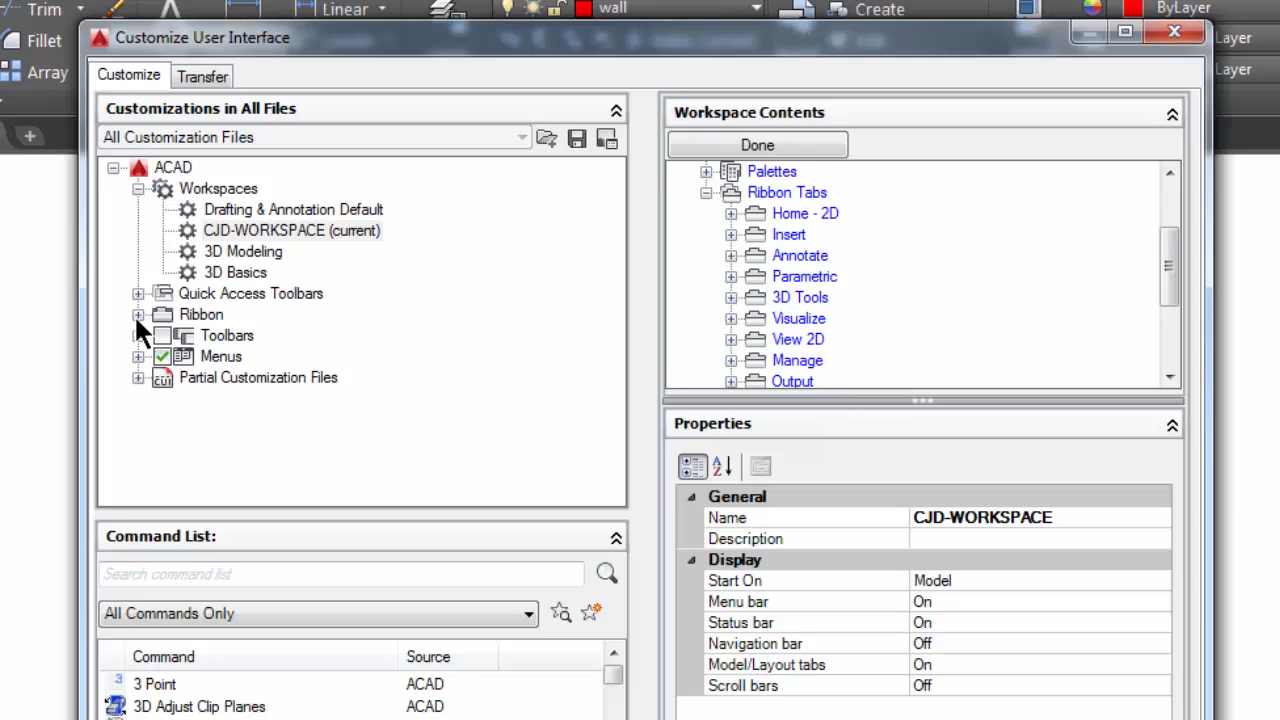 Trim
Linear
wall
Create
ByLayer
Fillet
Customize User Interface
Layer
Array
Customize
Transfer
Layer
Customizations in All Files
Workspace Contents
All Customization Files
Done
ACAD
Palettes
Workspaces
Ribbon Tabs
Drafting & Annotation Default
Home - 2D
CJD-WORKSPACE (current)
Insert
3D Modeling
Annotate
3D Basics
Parametric
Quick Access Toolbars
3D Tools
Ribbon
Visualize
Toolbars
View 2D
Menus
Manage
Partial Customization Files
Output
Properties
General
Name CJD-WORKSPACE
Command List:
Description
Display
Search command list
Start On Model
Menu bar On
All Commands Only
Status bar On
Navigation bar Off
Command Source
Model/Layout tabs On
3 Point ACAD
Scroll bars Off
3D Adjust Clip Planes ACAD